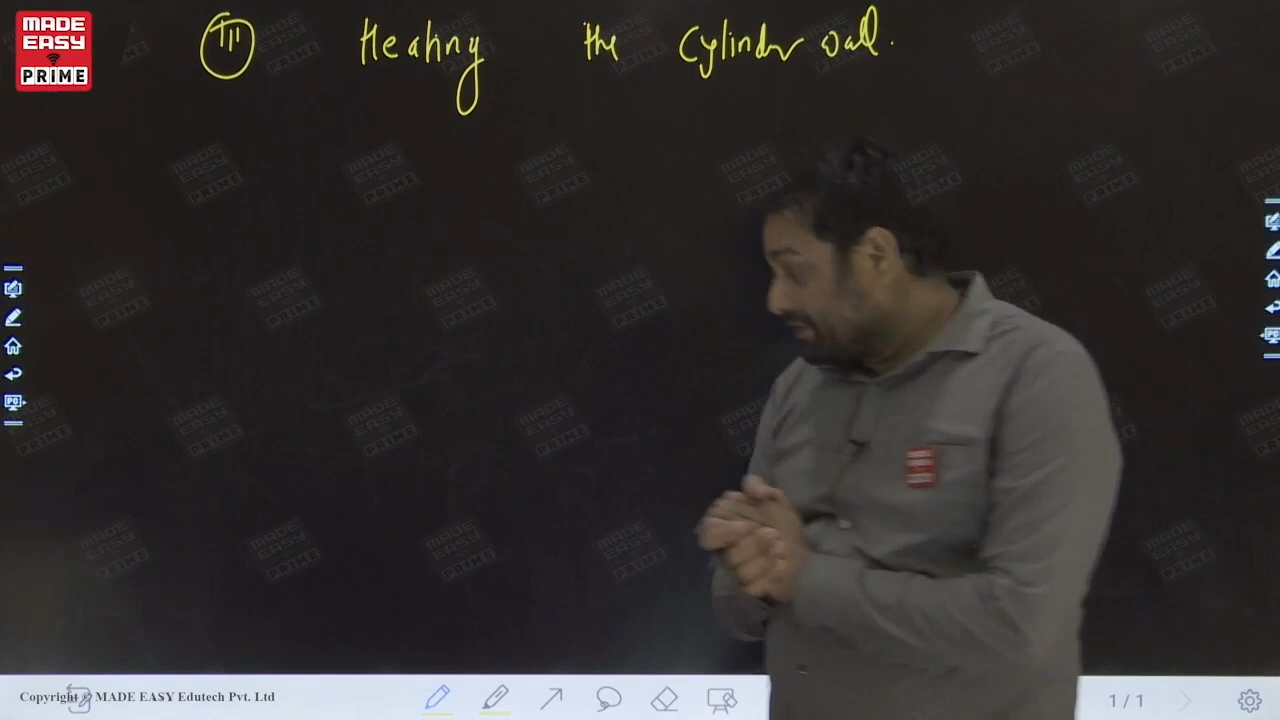 MADE
EASY
PRIME
III Heating the Cylinder wall.
Copyright © MADE EASY Edutech Pvt. Ltd
1 / 1